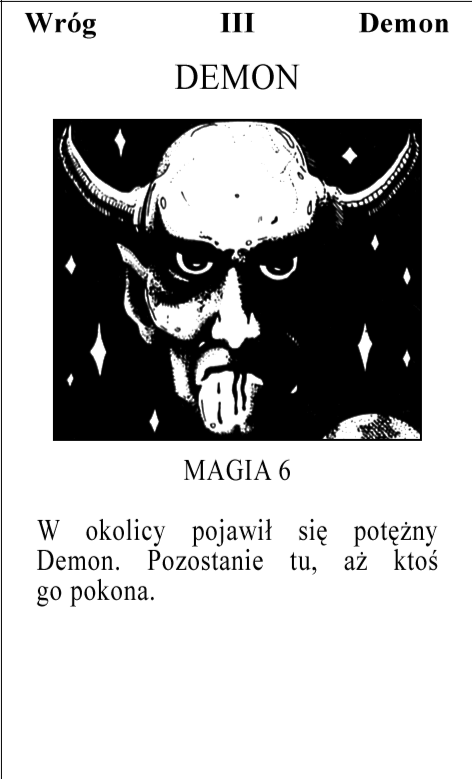 Wróg III Demon
DEMON
MAGIA 6
W okolicy pojawił się potężny
Demon. Pozostanie tu, aż ktoś
go pokona.